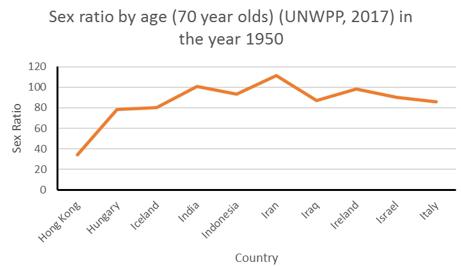 Sex ratio by age (70 year olds) (UNWPP, 2017) in
the year 1950
120
100
80
60
40
20
0
Sex Ratio
Hong Kong
Hungary
Iceland
India
Indonesia
Iran
Iraq
Ireland
Israel
Italy
Country